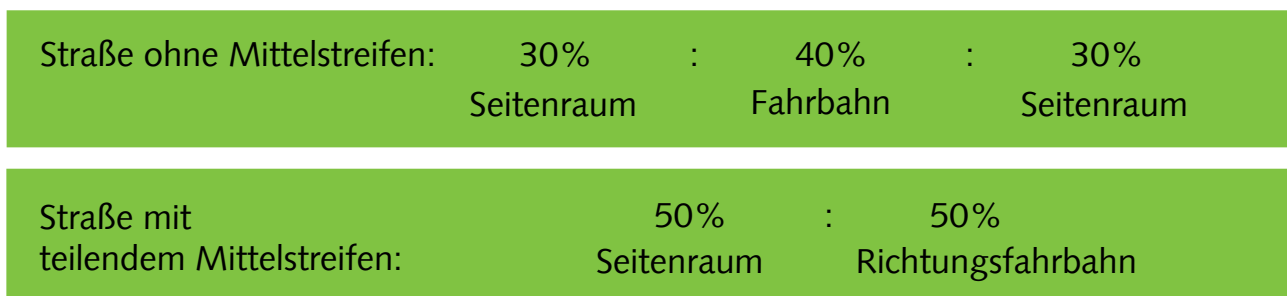 Straße ohne Mittelstreifen: 30% : 40% : 30%
Seitenraum Fahrbahn Seitenraum
Straße mit 50% : 50%
teilendem Mittelstreifen: Seitenraum Richtungsfahrbahn